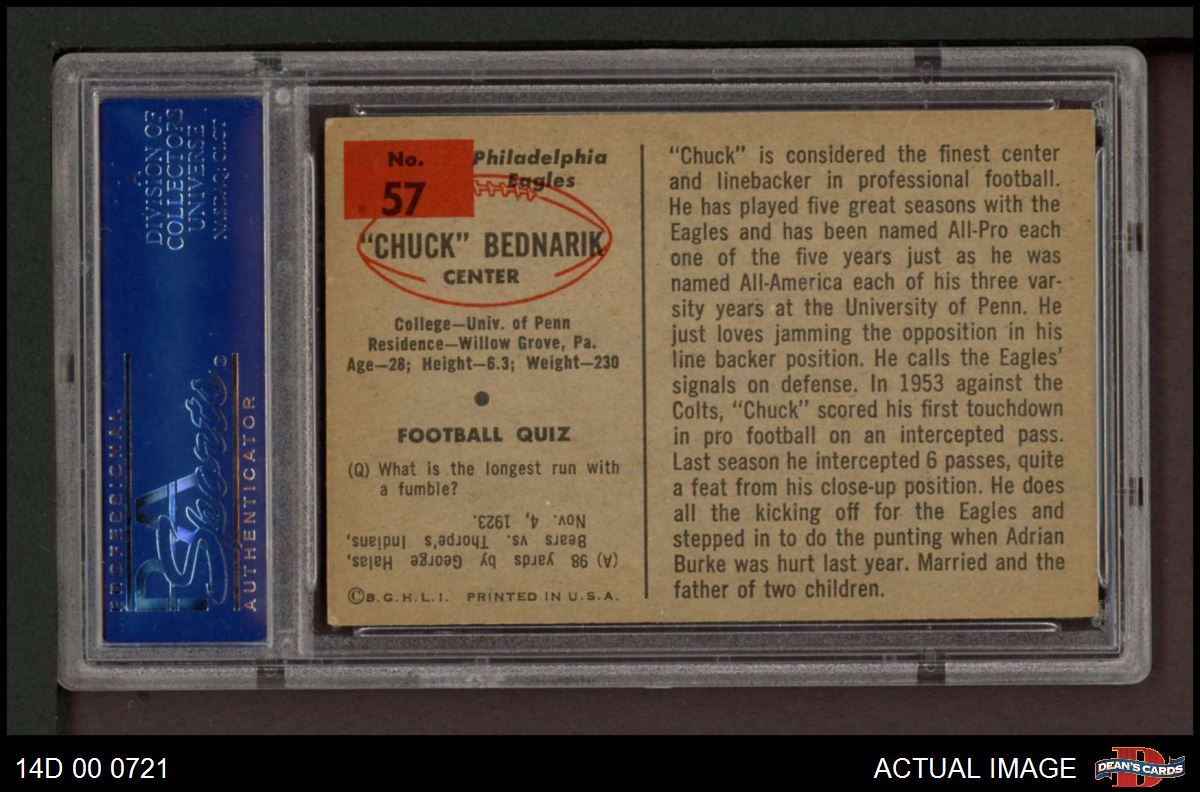 No.
57
Philadelphia
Eagles
"CHUCK" BEDNARIK
CENTER
College—Univ. of Penn
Residence—Willow Grove, Pa.
Age—28; Height—6.3; Weight—230
FOOTBALL QUIZ
(Q) What is the longest run with
a fumble?
(A) 98 yards by George Halas,
Bears vs. Thorpe's Indians,
Nov. 4, 1923.
©B.G.H.L.I. PRINTED IN U.S.A.
"Chuck" is considered the finest center
and linebacker in professional football.
He has played five great seasons with the
Eagles and has been named All-Pro each
one of the five years just as he was
named All-America each of his three var-
sity years at the University of Penn. He
just loves jamming the opposition in his
line backer position. He calls the Eagles'
signals on defense. In 1953 against the
Colts, "Chuck" scored his first touchdown
in pro football on an intercepted pass.
Last season he intercepted 6 passes, quite
a feat from his close-up position. He does
all the kicking off for the Eagles and
stepped in to do the punting when Adrian
Burke was hurt last year. Married and the
father of two children.
PROFESSIONAL
PSA
Sports
AUTHENTICATOR
A
DIVISION OF
COLLECTORS
UNIVERSE
NASDAQ: CLCT
14D 00 0721
ACTUAL IMAGE
D
DEAN'S CARDS